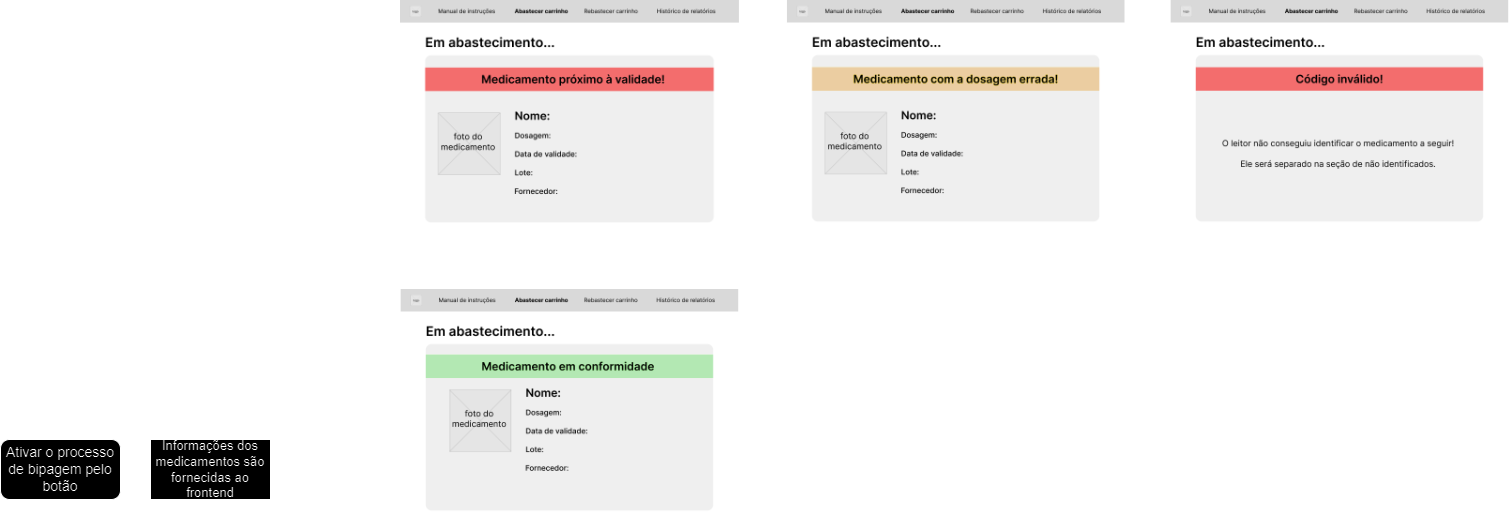 Manual de instruções Abastecer carrinho Rebastecer carrinho Histórico de relatórios
Em abastecimento...
Medicamento próximo à validade!
foto do
medicamento
Nome:
Dosagem:
Data de validade:
Lote:
Fornecedor:
Manual de instruções Abastecer carrinho Rebastecer carrinho Histórico de relatórios
Em abastecimento...
Medicamento com a dosagem errada!
foto do
medicamento
Nome:
Dosagem:
Data de validade:
Lote:
Fornecedor:
Manual de instruções Abastecer carrinho Rebastecer carrinho Histórico de relatórios
Em abastecimento...
Código inválido!
O leitor não conseguiu identificar o medicamento a seguir!
Ele será separado na seção de não identificados.
Manual de instruções Abastecer carrinho Rebastecer carrinho Histórico de relatórios
Em abastecimento...
Medicamento em conformidade
foto do
medicamento
Nome:
Dosagem:
Data de validade:
Lote:
Fornecedor:
Ativar o processo
de bipagem pelo
botão
Informações dos
medicamentos são
fornecidas ao
frontend